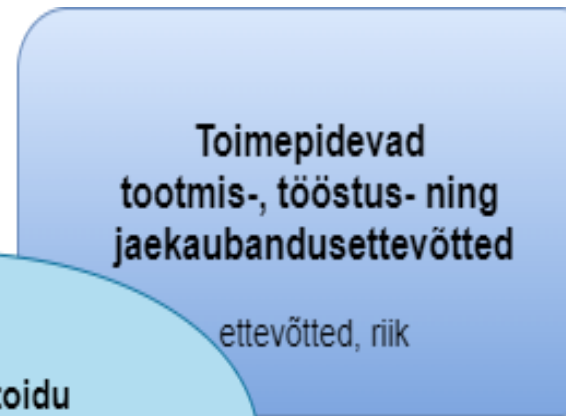 Toimepidevad
tootmis-, tööstus- ning
jaekaubandusettevõtted
ettevõtted, riik